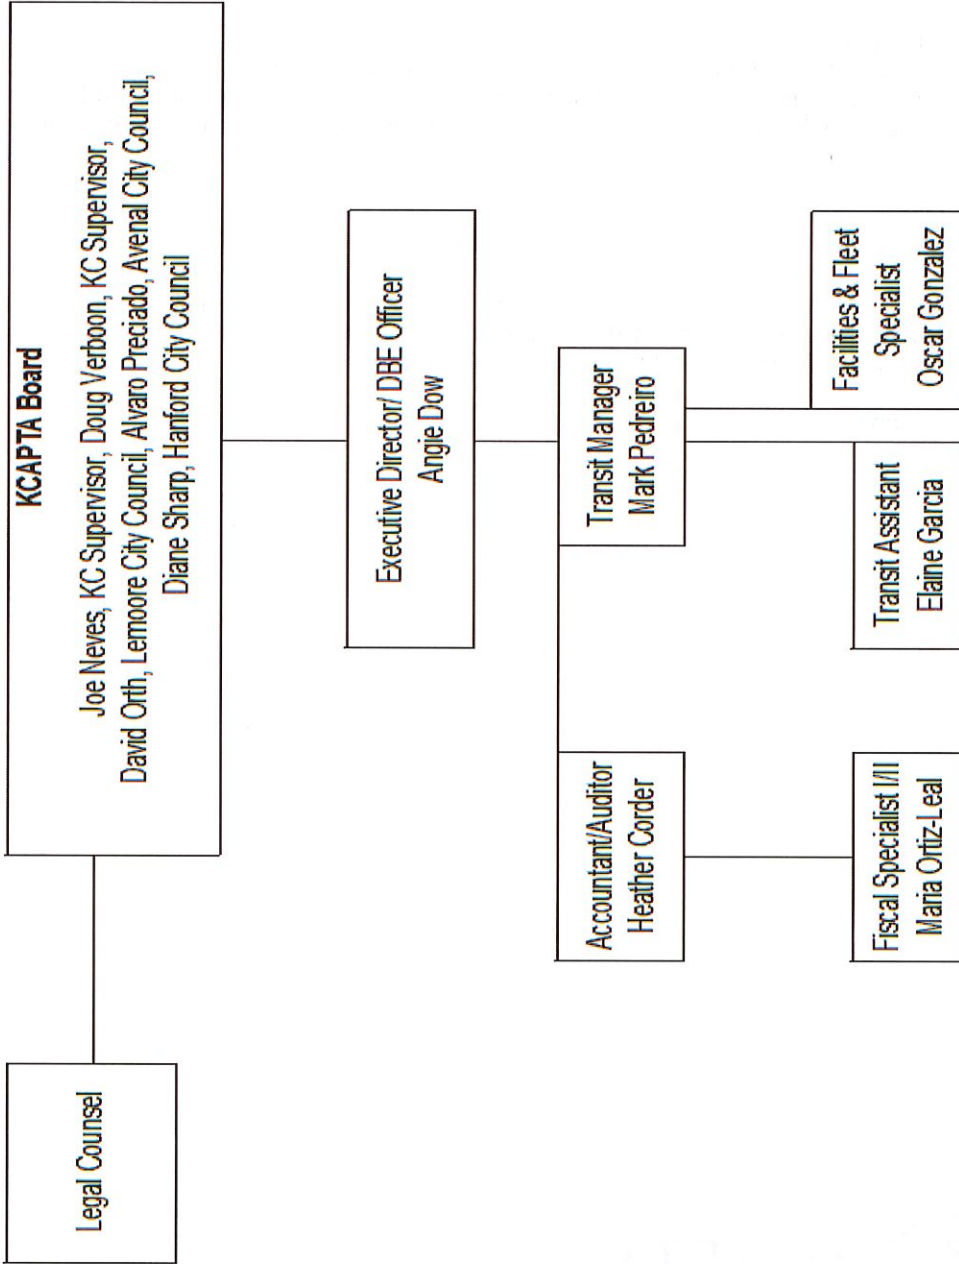 KCAPTA Board
Joe Neves, KC Supervisor, Doug Verboon, KC Supervisor,
David Orth, Lemoore City Council, Alvaro Preciado, Avenal City Council,
Diane Sharp, Hanford City Council
Legal Counsel
Executive Director/ DBE Officer
Angie Dow
Transit Manager
Mark Pedreiro
Accountant/Auditor
Heather Corder
Fiscal Specialist I/II
Maria Ortiz-Leal
Transit Assistant
Elaine Garcia
Facilities & Fleet
Specialist
Oscar Gonzalez